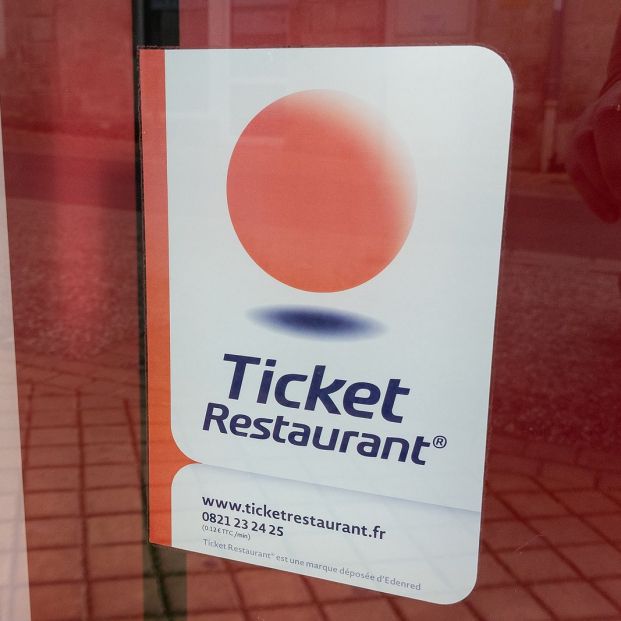 Ticket
Restaurant®
www.ticketrestaurant.fr
0821 23 24 25
(0.12€ TTC /min)
Ticket Restaurant® est une marque déposée d'Edenred